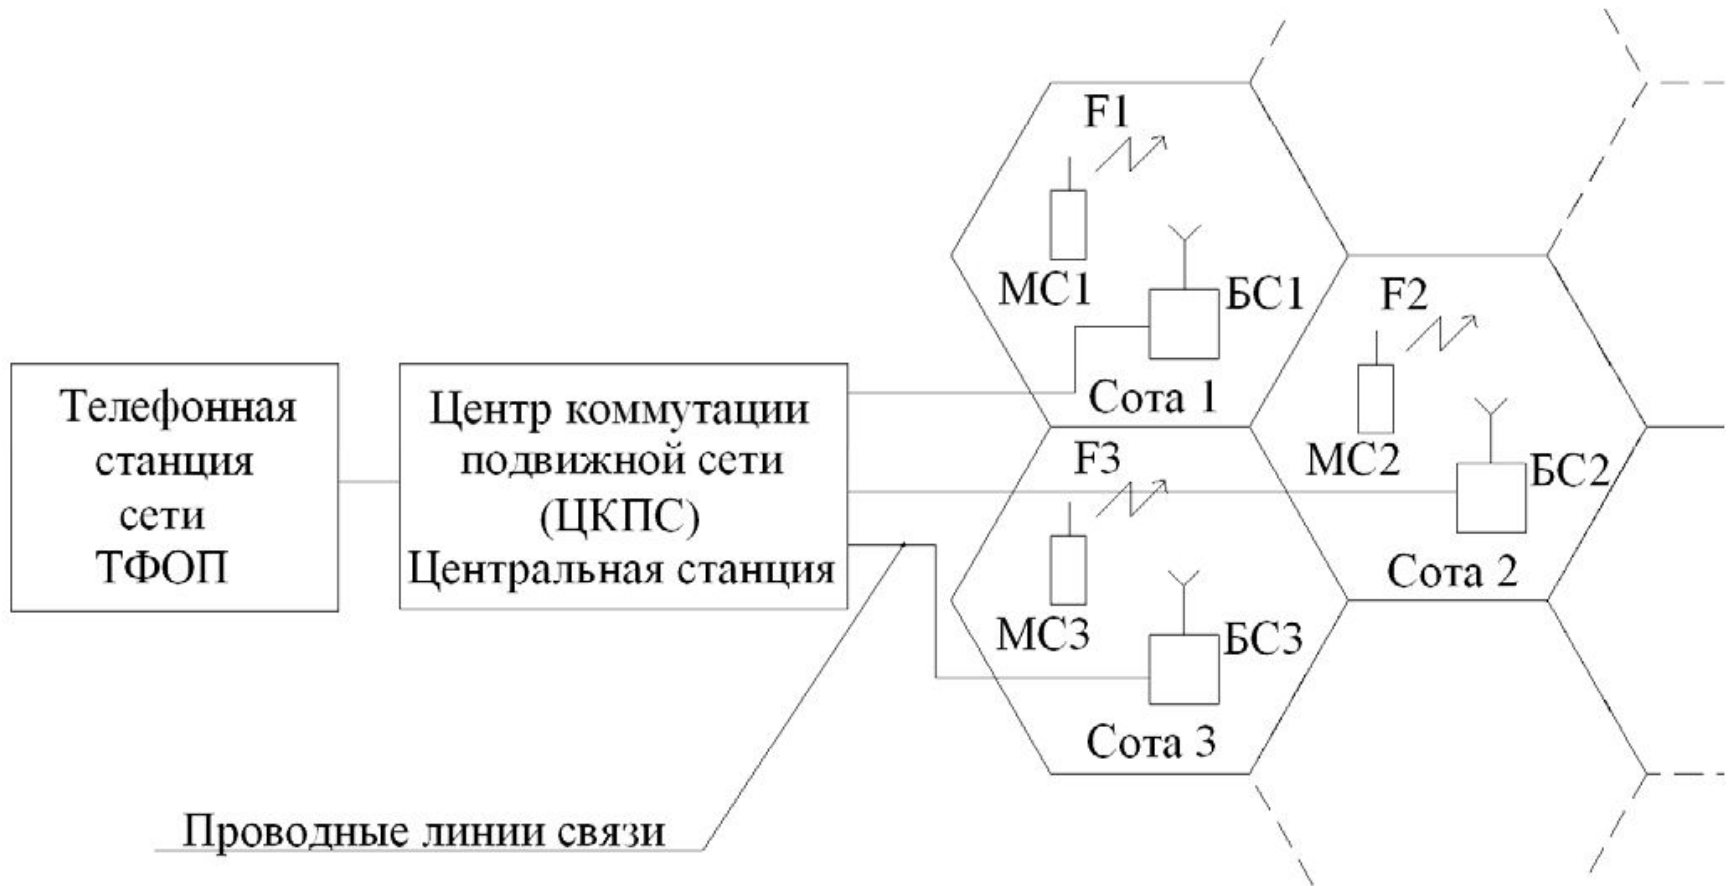 Телефонная
станция
сети
ТФОП
Центр коммутации
подвижной сети
(ЦКПС)
Центральная станция
Проводные линии связи
F1
МС1
БС1
Сота 1
F2
МС2
БС2
Сота 2
F3
МС3
БС3
Сота 3